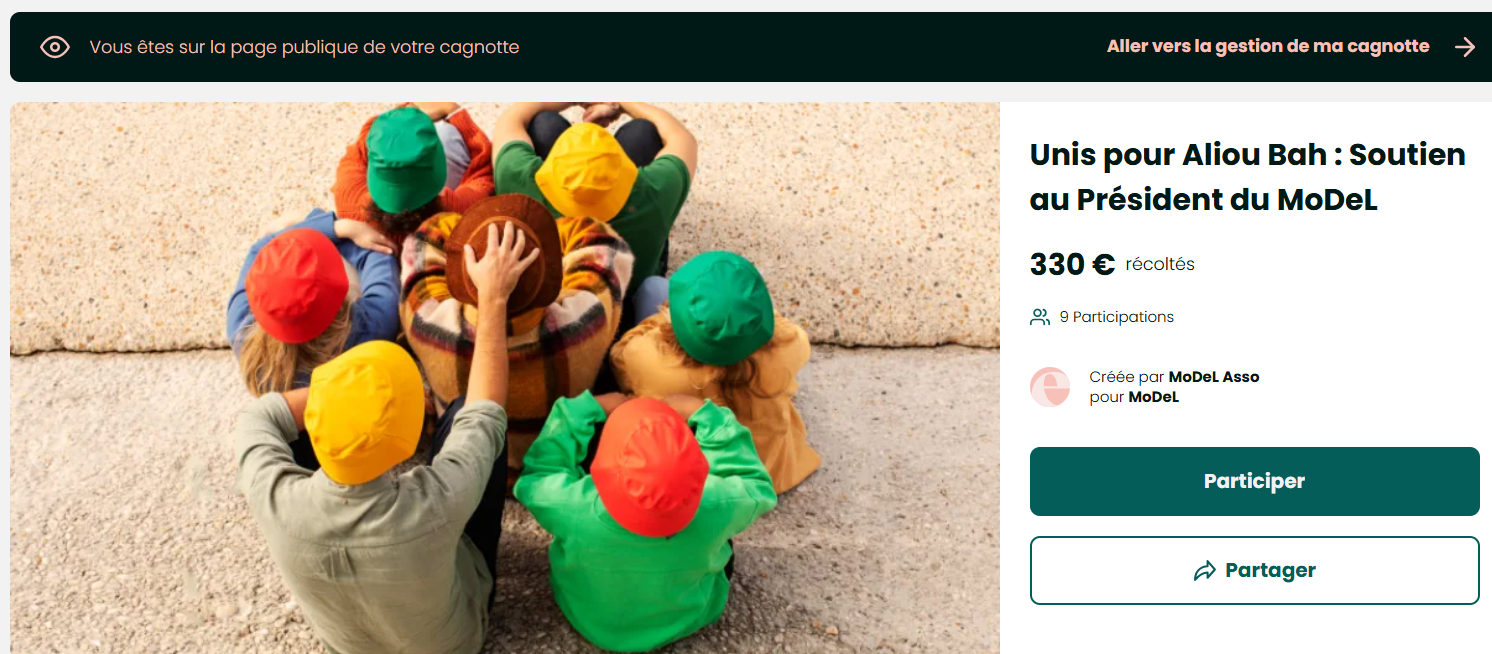 Vous êtes sur la page publique de votre cagnotte
Aller vers la gestion de ma cagnotte
Unis pour Aliou Bah : Soutien
au Président du MoDeL
330 € récoltés
9 Participations
Créée par MoDeL Asso
pour MoDeL
Participer
Partager